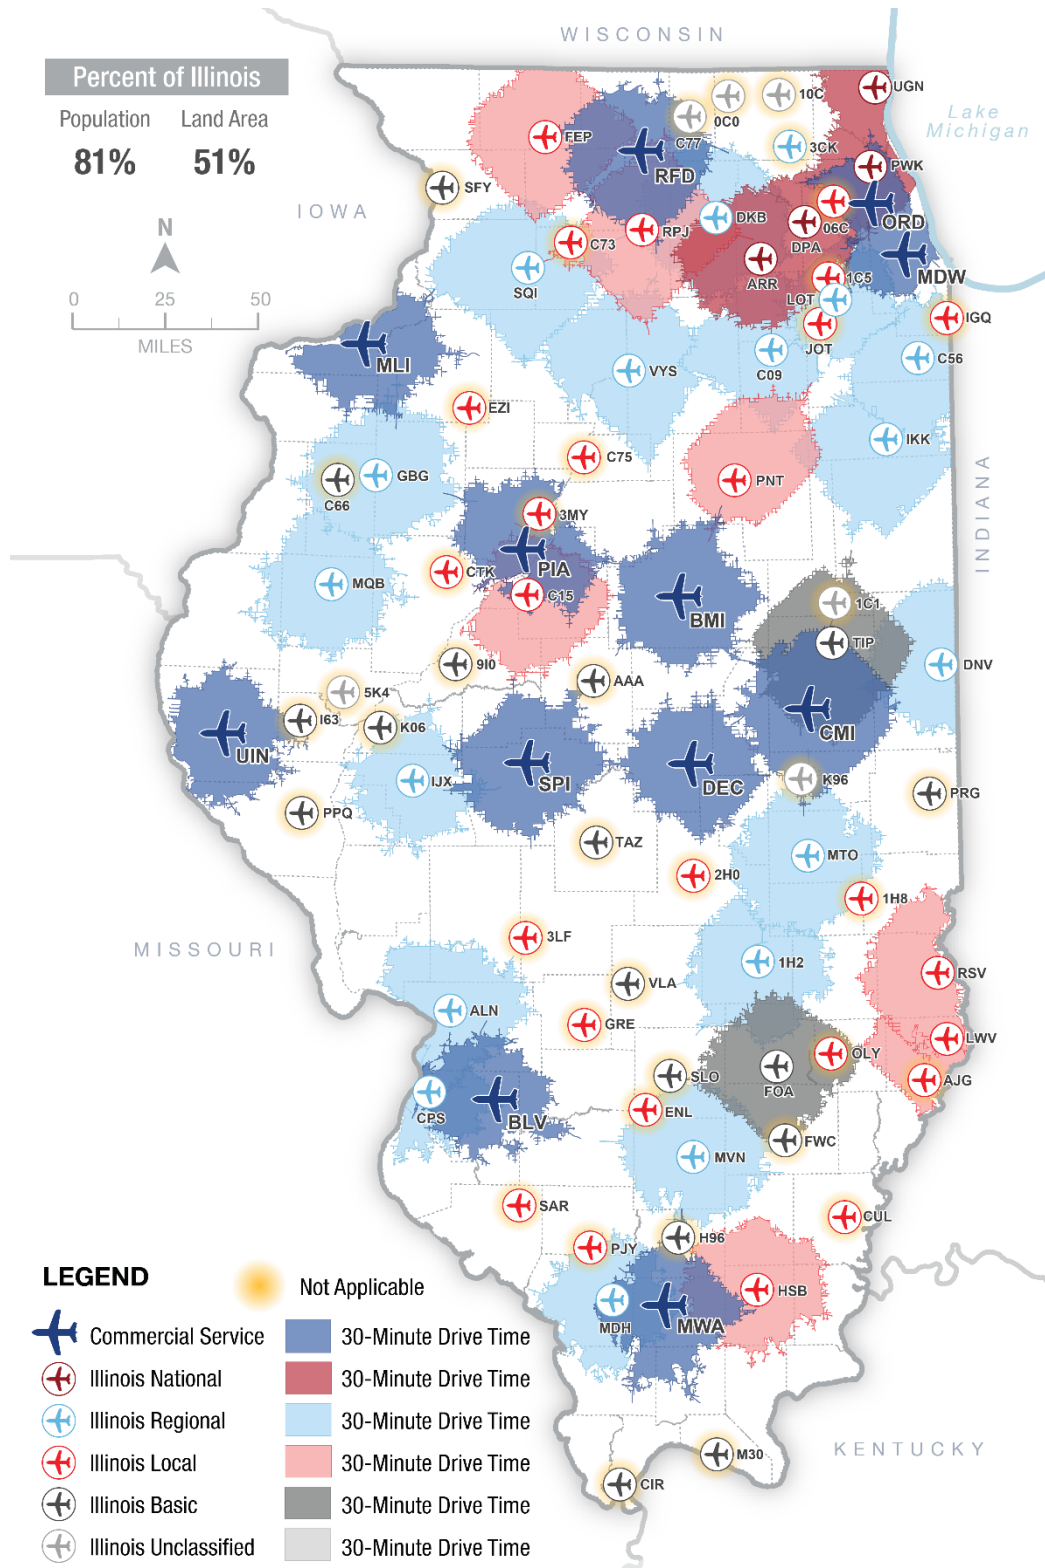 WISCONSIN
Percent of Illinois
Population Land Area
81% 51%
UGN
10C
0C0
Lake
Michigan
C77
FEP
3CK
PWK
RFD
SFY
IOWA
DKB
06C
ORD
RPJ
DPA
N
C73
MDW
ARR
1C5
SQI
LOT
0 25 50
MILES
IGQ
JOT
C56
MLI
VYS
C09
EZI
IKK
C75
GBG
PNT
C66
INDIANA
3MY
PIA
CTK
MQB
C15
1C1
BMI
TIP
9I0
DNV
AAA
5K4
I63
K06
CMI
UIN
IJX
SPI
DEC
K96
PRG
PPQ
TAZ
MTO
2H0
1H8
3LF
MISSOURI
1H2
RSV
VLA
ALN
GRE
LWV
OLY
SLO
AJG
FOA
CPS
ENL
BLV
FWC
MVN
SAR
CUL
H96
PJY
LEGEND
Not Applicable
HSB
MDH
MWA
Commercial Service 30-Minute Drive Time
Illinois National 30-Minute Drive Time
Illinois Regional 30-Minute Drive Time
Illinois Local 30-Minute Drive Time
Illinois Basic 30-Minute Drive Time
Illinois Unclassified 30-Minute Drive Time
KENTUCKY
M30
CIR